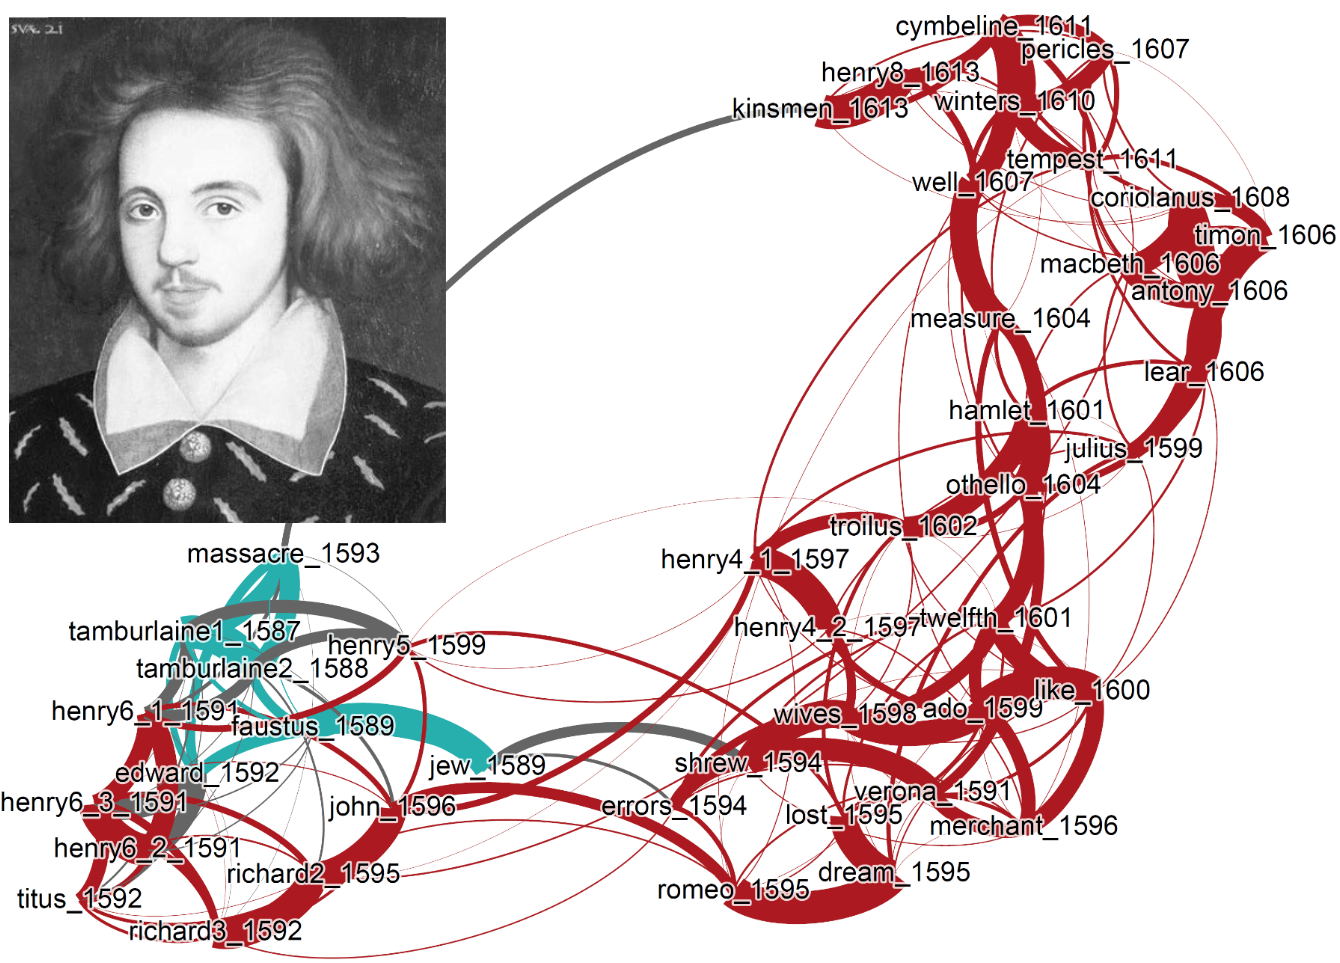 SVÆ. 21
cymbeline_1611
pericles_1607
henry8_1613
kinsmen_1613
winters_1610
tempest_1611
well_1607
coriolanus_1608
timon_1606
macbeth_1606
antony_1606
measure_1604
lear_1606
hamlet_1601
julius_1599
othello_1604
troilus_1602
massacre_1593
henry4_1_1597
tamburlaine1_1587
henry4_2_1597
twelfth_1601
henry5_1599
tamburlaine2_1588
like_1600
henry6_1_1591
faustus_1589
wives_1598
ado_1599
edward_1592
jew_1589
shrew_1594
verona_1591
henry6_3_1591
john_1596
errors_1594
lost_1595
merchant_1596
henry6_2_1591
richard2_1595
dream_1595
titus_1592
romeo_1595
richard3_1592